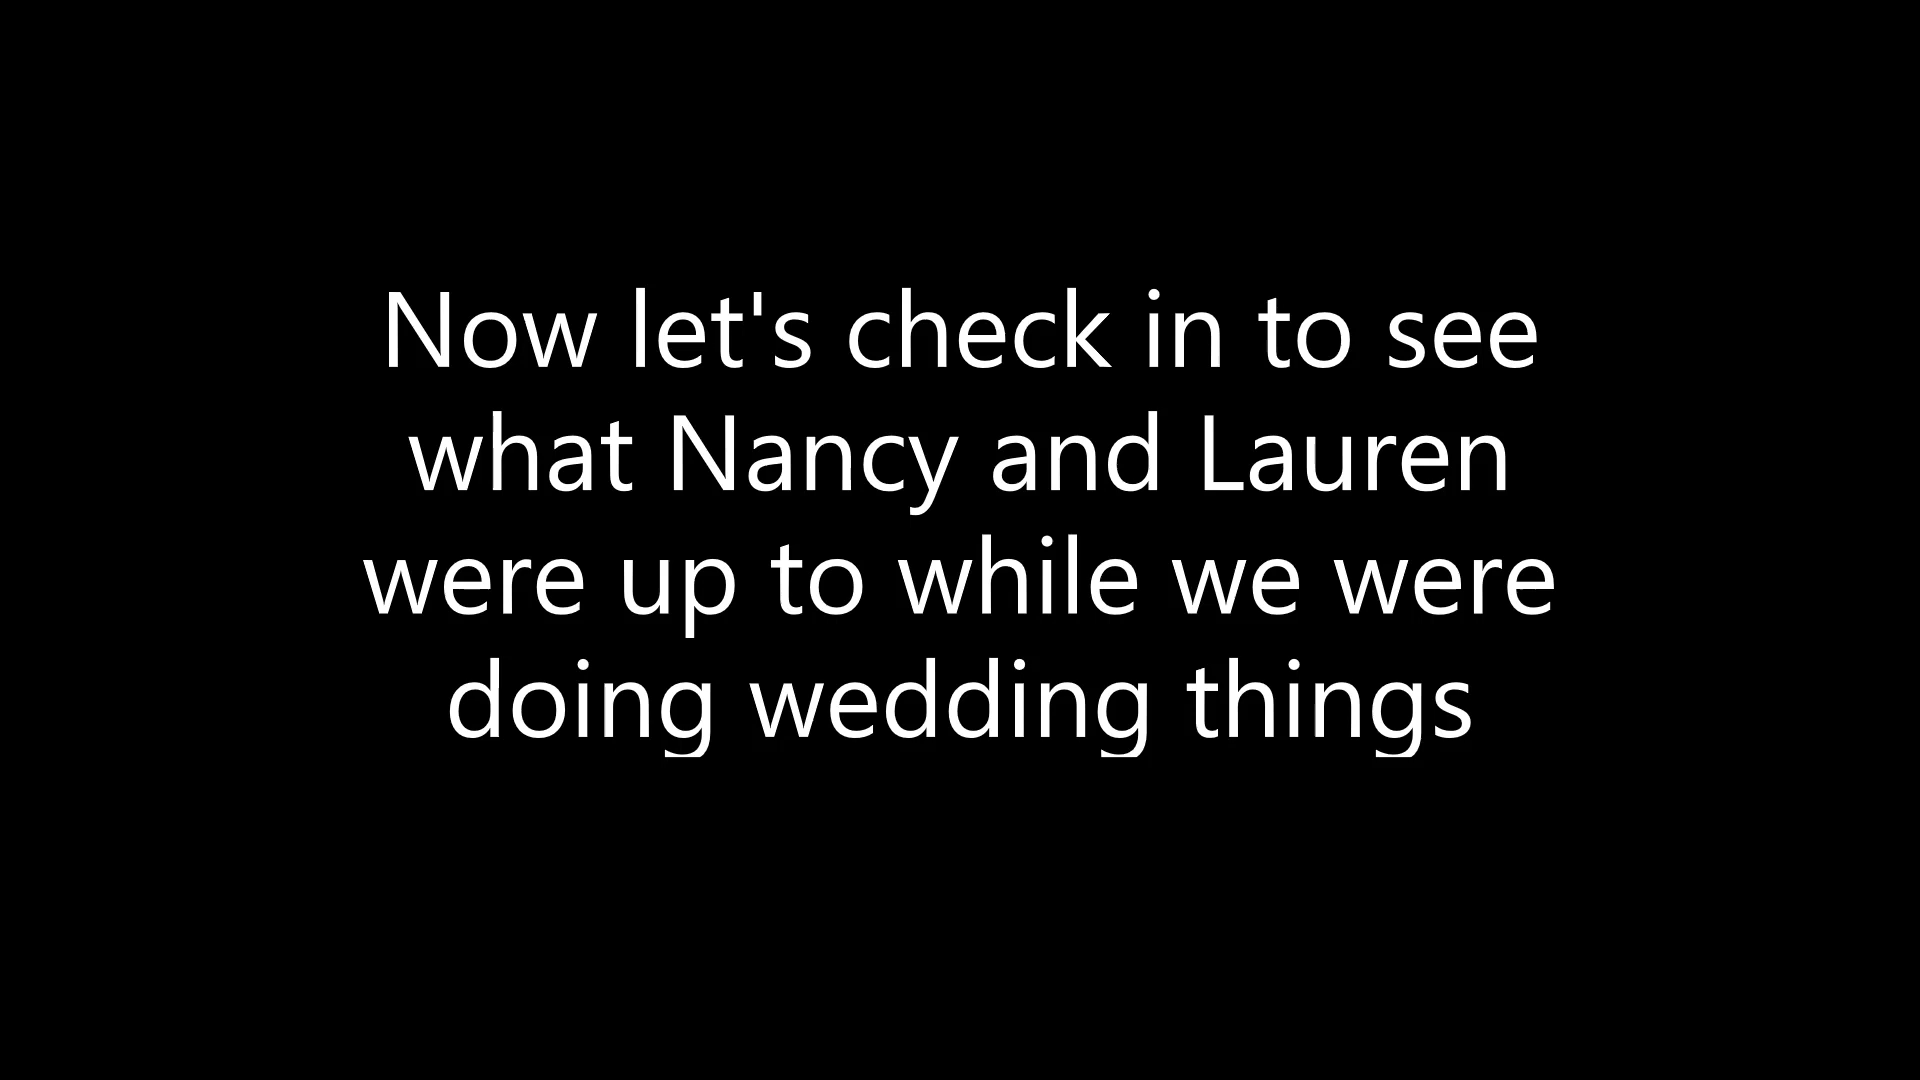 Now let's check in to see
what Nancy and Lauren
were up to while we were
doing wedding things